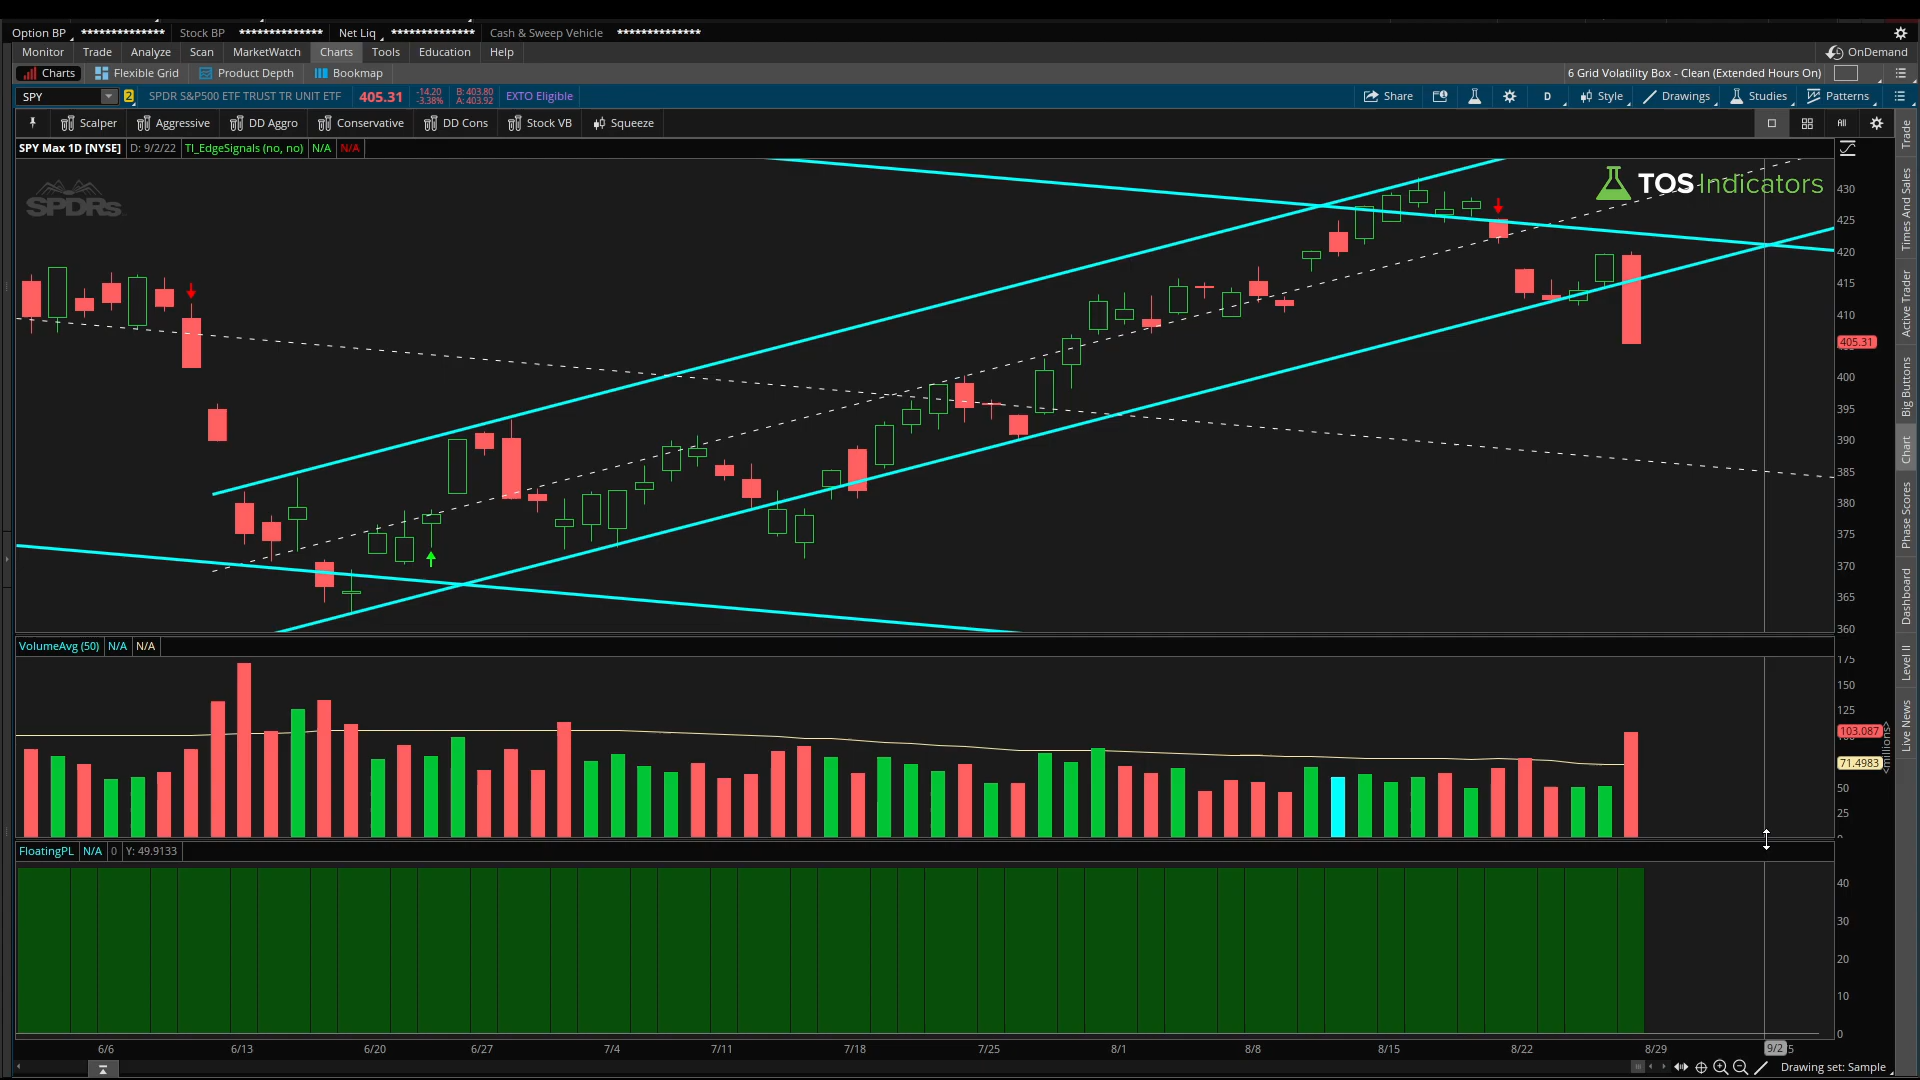 Option BP ************** Stock BP ************** Net Liq ************** Cash & Sweep Vehicle **************
Monitor Trade Analyze Scan MarketWatch Charts Tools Education Help OnDemand
Charts Flexible Grid Product Depth Bookmap 6 Grid Volatility Box - Clean (Extended Hours On)
SPY 2 SPDR S&P500 ETF TRUST TR UNIT ETF 405.31 -14.20 B: 403.80 EXTO Eligible Share D Style Drawings Studies Patterns
-3.38% A: 403.92
Scalper Aggressive DD Aggro Conservative DD Cons Stock VB Squeeze All
SPY Max 1D [NYSE] D: 9/2/22 TI_EdgeSignals (no, no) N/A N/A
SPDRs
TOS Indicators
430
425
420
415
410
405.31
400
395
390
385
380
375
370
365
360
VolumeAvg (50) N/A N/A
175
150
125
103.087
71.4983
50
25
<millions>
FloatingPL N/A 0 Y: 49.9133
40
30
20
10
0
6/6 6/13 6/20 6/27 7/4 7/11 7/18 7/25 8/1 8/8 8/15 8/22 8/29 9/2 5
Drawing set: Sample
Trade
Times And Sales
Active Trader
Big Buttons
Chart
Phase Scores
Dashboard
Level II
Live News